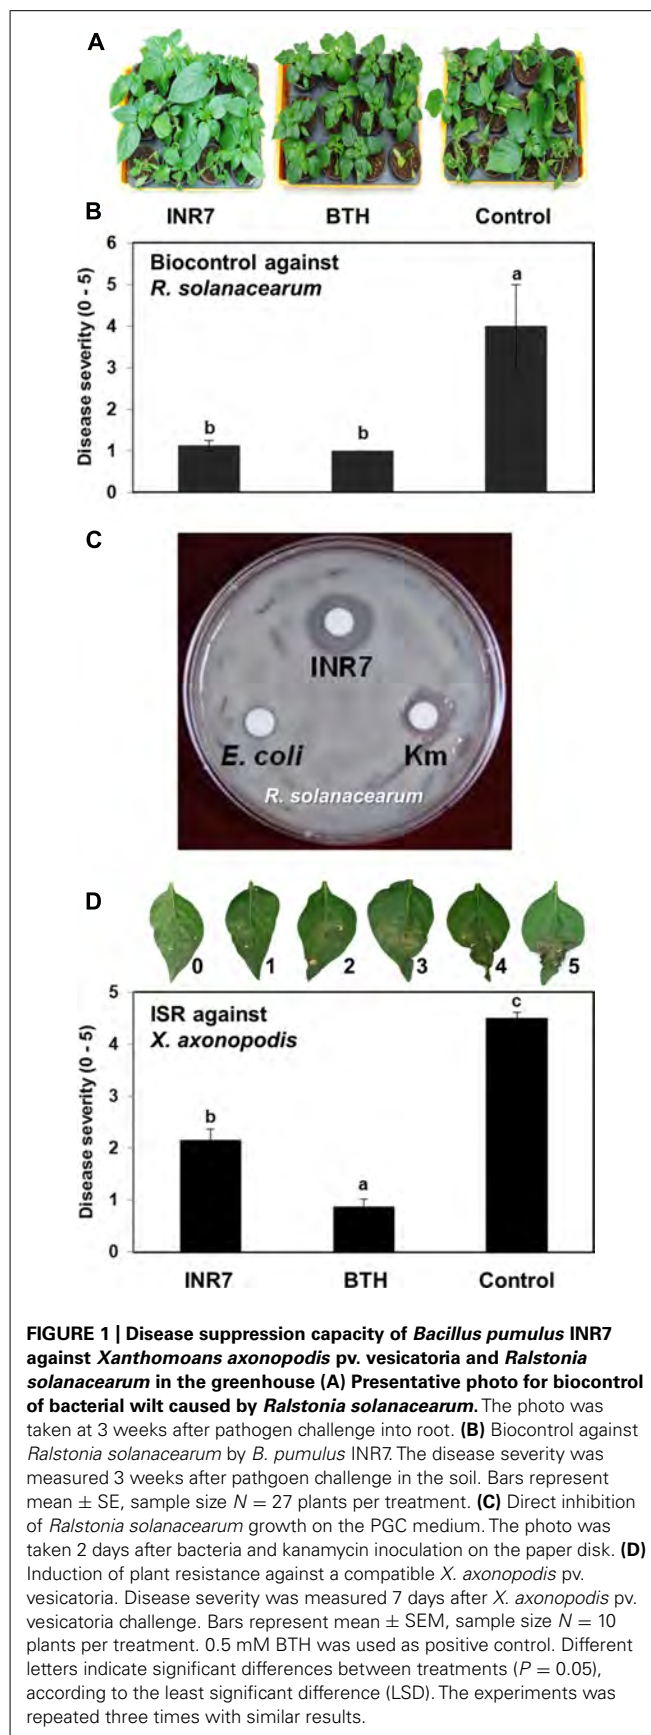 A
INR7 BTH Control
B
6
5
4
3
2
1
0
Disease severity (0 - 5)
Biocontrol against
R. solanacearum
b b a
C
INR7
E. coli Km
R. solanacearum
D
0 1 2 3 4 5
5
4
3
2
1
0
Disease severity (0 - 5)
ISR against
X. axonopodis
b a c
INR7 BTH Control
FIGURE 1 | Disease suppression capacity of Bacillus pumulus INR7
against Xanthomoans axonopodis pv. vesicatoria and Ralstonia
solanacearum in the greenhouse (A) Presentative photo for biocontrol
of bacterial wilt caused by Ralstonia solanacearum. The photo was
taken at 3 weeks after pathogen challenge into root. (B) Biocontrol against
Ralstonia solanacearum by B. pumulus INR7. The disease severity was
measured 3 weeks after pathgoen challenge in the soil. Bars represent
mean ± SE, sample size N = 27 plants per treatment. (C) Direct inhibition
of Ralstonia solanacearum growth on the PGC medium. The photo was
taken 2 days after bacteria and kanamycin inoculation on the paper disk. (D)
Induction of plant resistance against a compatible X. axonopodis pv.
vesicatoria. Disease severity was measured 7 days after X. axonopodis pv.
vesicatoria challenge. Bars represent mean ± SEM, sample size N = 10
plants per treatment. 0.5 mM BTH was used as positive control. Different
letters indicate significant differences between treatments (P = 0.05),
according to the least significant difference (LSD). The experiments was
repeated three times with similar results.